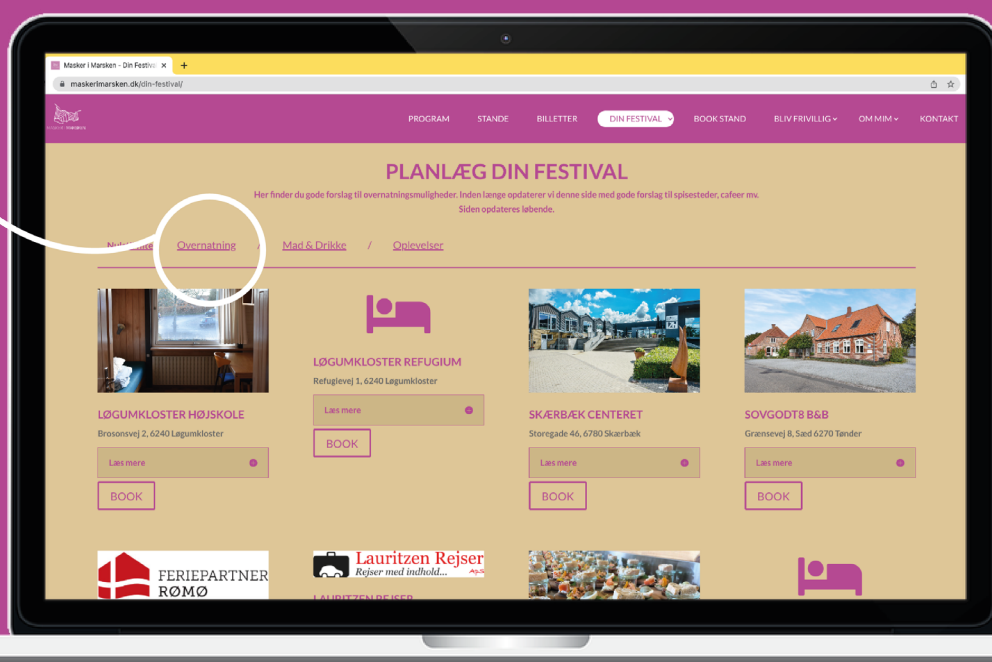 Masker i Marsken - Din Festiv
maskerimarsken.dk/din-festival/
PROGRAM STANDE BILLETTER DIN FESTIVAL BOOK STAND BLIV FRIVILLIG OM MIM KONTAKT
PLANLÆG DIN FESTIVAL
Her finder du gode forslag til overnatningsmuligheder. Inden længe opdaterer vi denne side med gode forslag til spisesteder, cafeer mv.
Siden opdateres løbende.
Overnatning / Mad & Drikke / Oplevelser
LØGUMKLOSTER HØJSKOLE
Brosonsvej 2, 6240 Løgumkloster
Læs mere
BOOK
LØGUMKLOSTER REFUGIUM
Refugievej 1, 6240 Løgumkloster
Læs mere
BOOK
SKÆRBÆK CENTERET
Storegade 46, 6780 Skærbæk
Læs mere
BOOK
SOVGODT8 B&B
Grænsevej 8, Sæd 6270 Tønder
Læs mere
BOOK
FERIEPARTNER
RØMØ
Lauritzen Rejser
Rejser med indhold... ApS
LAURITZEN REJSER